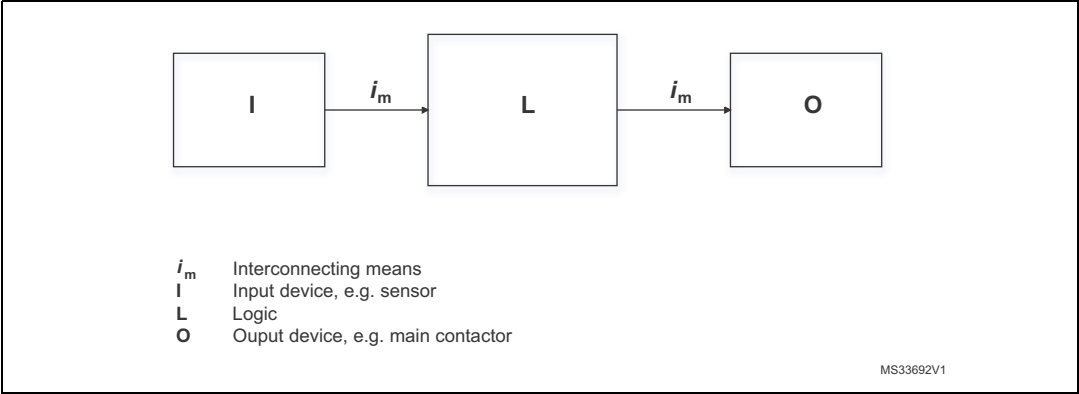 I
i m
L
i m
O
i m Interconnecting means
I Input device, e.g. sensor
L Logic
O Ouput device, e.g. main contactor
MS33692V1